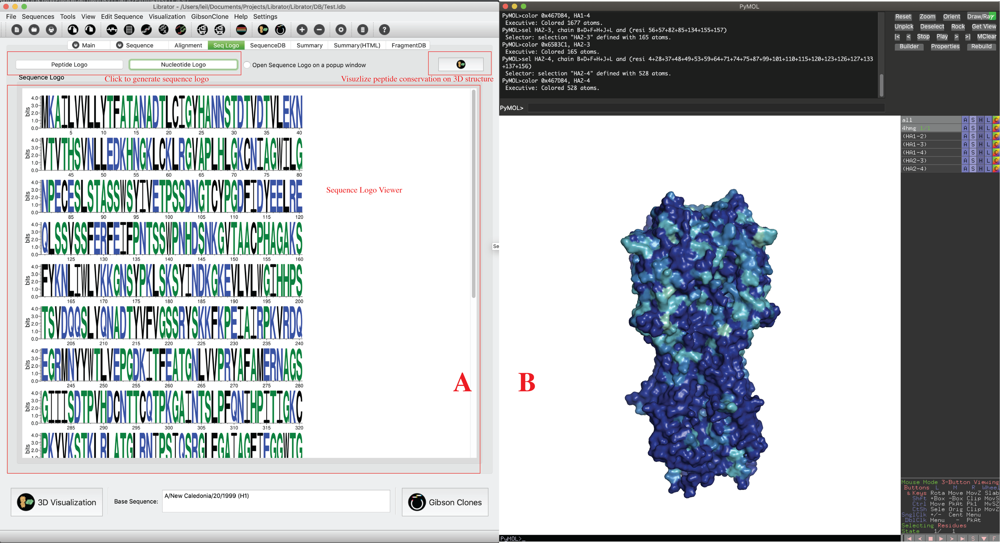 Librator - /Users/leil/Documents/Projects/Librator/Librator/DB/Test.ldb
File Sequences Tools View Edit Sequence Visualization GibsonClone Help Settings
Main Sequence Alignment Seq Logo SequenceDB Summary Summary(HTML) FragmentDB
Peptide Logo Nucleotide Logo Open Sequence Logo on a popup window
Sequence Logo Click to generate sequence logo Visuzlize peptide conservation on 3D structure
4.0 3.0 2.0 1.0 0.0 bits
MKAILVVLLYTFATANADTLCIGYHANNSTDTVDTVLEKN
5 10 15 20 25 30 35 40
4.0 3.0 2.0 1.0 0.0 bits
VTVTHSVNLLEDKHNGKLCKLRGVAPLHLGKCNIAGWILG
45 50 55 60 65 70 75 80
4.0 3.0 2.0 1.0 0.0 bits
NPECESLSTASSWSYIVETPSSDNGTCYPGDFIDYEELRE
85 90 95 100 105 110 115 120
Sequence Logo Viewer
4.0 3.0 2.0 1.0 0.0 bits
QLSSVSSFERFEIFPNTSSWPNHDSNKGVTAACPHAGAKS
125 130 135 140 145 150 155 160
4.0 3.0 2.0 1.0 0.0 bits
FYKNLIWLVKKGNSYPKLSKSYINDKGKEVLVLWGIHHPS
165 170 175 180 185 190 195 200
4.0 3.0 2.0 1.0 0.0 bits
TSVDQQSLYQNADTYVFVGSSRYSKKFKPEIAIRPKVRDQ
205 210 215 220 225 230 235 240
4.0 3.0 2.0 1.0 0.0 bits
EGRMNYYWTLVEPGDKITFEATGNLVVPRYAFAMERNAGS
245 250 255 260 265 270 275 280
4.0 3.0 2.0 1.0 0.0 bits
GIIISDTPVHDCNTTCQTPKGAINTSLPFQNIHPITIGKC
285 290 295 300 305 310 315 320
4.0 3.0 2.0 bits
PKYVKSTKLRLATGLRNIPSIQSRGLFGAIAGFIEGGWTG
A
3D Visualization
Base Sequence: A/New Caledonia/20/1999 (H1)
Gibson Clones
Se
PyMOL
PyMOL>color 0x467DB4, HA1-4
Executive: Colored 1677 atoms.
PyMOL>sel HA2-3, chain B+D+F+H+J+L and (resi 56+57+82+85+134+155+157)
Selector: selection "HA2-3" defined with 165 atoms.
PyMOL>color 0x65B3C1, HA2-3
Executive: Colored 165 atoms.
PyMOL>sel HA2-4, chain B+D+F+H+J+L and (resi 4+28+37+48+49+53+59+64+71+74+75+87+99+101+110+115+120+123+126+127+133
+137+156)
Selector: selection "HA2-4" defined with 528 atoms.
PyMOL>color 0x467DB4, HA2-4
Executive: Colored 528 atoms.
PyMOL>
Reset Zoom Orient Draw/Ray
Unpick Deselect Rock Get View
|< < Stop Play > >| MClear
Builder Properties Rebuild
all A S H L C
4hmg 1/1 A S H L C
(HA1-2) A S H L C
(HA1-3) A S H L C
(HA1-4) A S H L C
(HA2-3) A S H L C
(HA2-4) A S H L C
B
Mouse Mode 3-Button Viewing
Buttons L M R Wheel
& Keys Rota Move MovZ Slab
Shft +Box -Box Clip MovS
Ctrl Move PkAt Pk1 MvSZ
CtSh Sele Orig Clip MovZ
SnglClk +/- Cent Menu
DblClk Menu - PkAt
Selecting Residues
State 1/ 1
PyMOL>_
S F